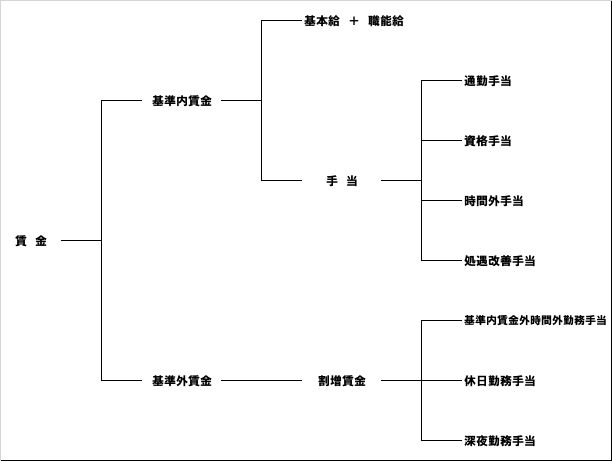 基本給 ＋ 職能給
通勤手当
基準内賃金
資格手当
手 当
時間外手当
賃 金
処遇改善手当
基準内賃金外時間外勤務手当
基準外賃金
割増賃金
休日勤務手当
深夜勤務手当